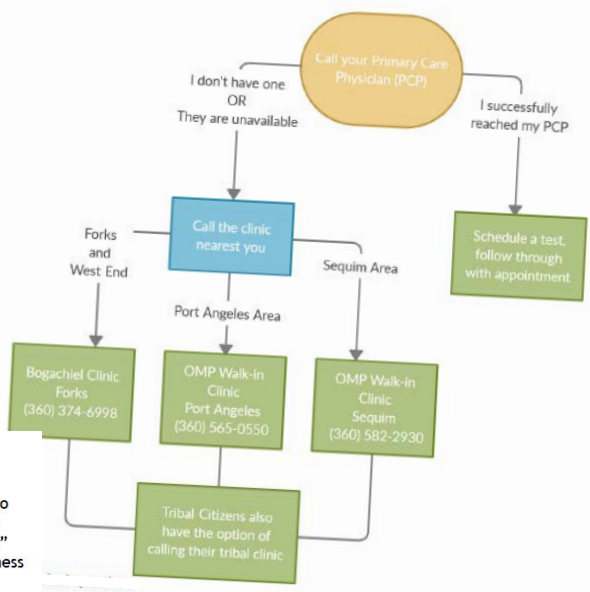 Call your Primary Care
Physician (PCP)
I don't have one
OR
They are unavailable
I successfully
reached my PCP
Call the clinic
nearest you
Schedule a test,
follow through
with appointment
Forks
and
West End
Sequim Area
Port Angeles Area
Bogachiel Clinic
Forks
(360) 374-6998
OMP Walk-in
Clinic
Port Angeles
(360) 565-0550
OMP Walk-in
Clinic
Sequim
(360) 582-2930
Tribal Citizens also
have the option of
calling their tribal clinic